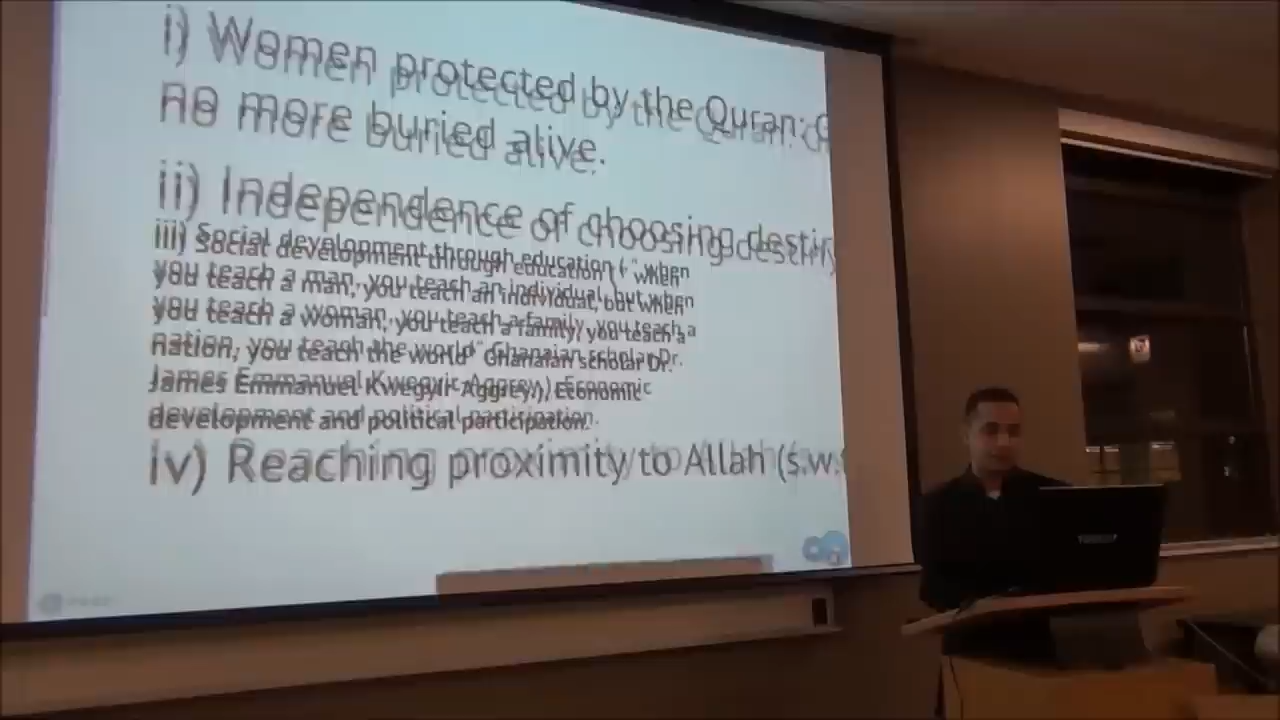 i) Women protected by the Quran:
no more buried alive.
ii) Independence of choosing
iii) Social development through education ( " when
you teach a man, you teach an individual, but when
you teach a woman, you teach a family, you teach a
nation, you teach the world" Ghanaian scholar Dr.
James Emmanuel Kwegyir Aggrey.), Economic
development and political participation.
iv) Reaching proximity to Allah (s.w.